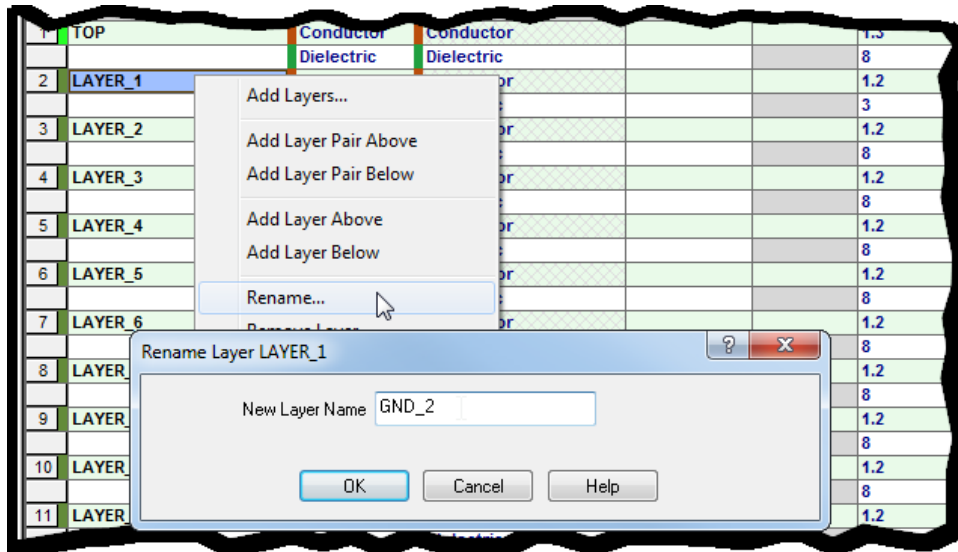 1 TOP Conductor Conductor 1.3
Dielectric Dielectric 8
2 LAYER_1 1.2
Add Layers...
3
3 LAYER_2 1.2
Add Layer Pair Above
8
4 LAYER_3 1.2
Add Layer Pair Below
8
5 LAYER_4 1.2
Add Layer Above
8
Add Layer Below
6 LAYER_5 1.2
8
Rename...
7 LAYER_6 1.2
Remove Layer
8
Rename Layer LAYER_1
8 LAYER_ 1.2
8
New Layer Name GND_2
9 LAYER_ 1.2
8
10 LAYER_ 1.2
OK Cancel Help
8
11 LAYER_ 1.2